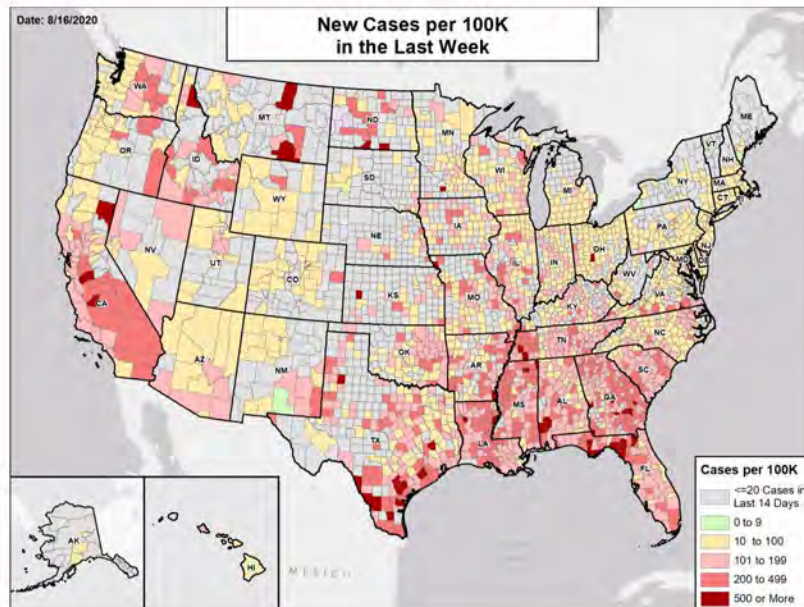 Date: 8/16/2020
New Cases per 100K
in the Last Week
WA
MT
ND
MN
ME
OR
ID
SD
WI
MI
VT
NH
NY
MA
CT
WY
NE
IA
PA
NJ
NV
UT
CO
KS
MO
IL
IN
OH
WV
MD
DE
VA
KY
CA
AZ
NM
OK
AR
TN
NC
SC
TX
LA
MS
AL
GA
FL
AK
HI
MEXICO
Cases per 100K
<=20 Cases in
Last 14 Days
0 to 9
10 to 100
101 to 199
200 to 499
500 or More